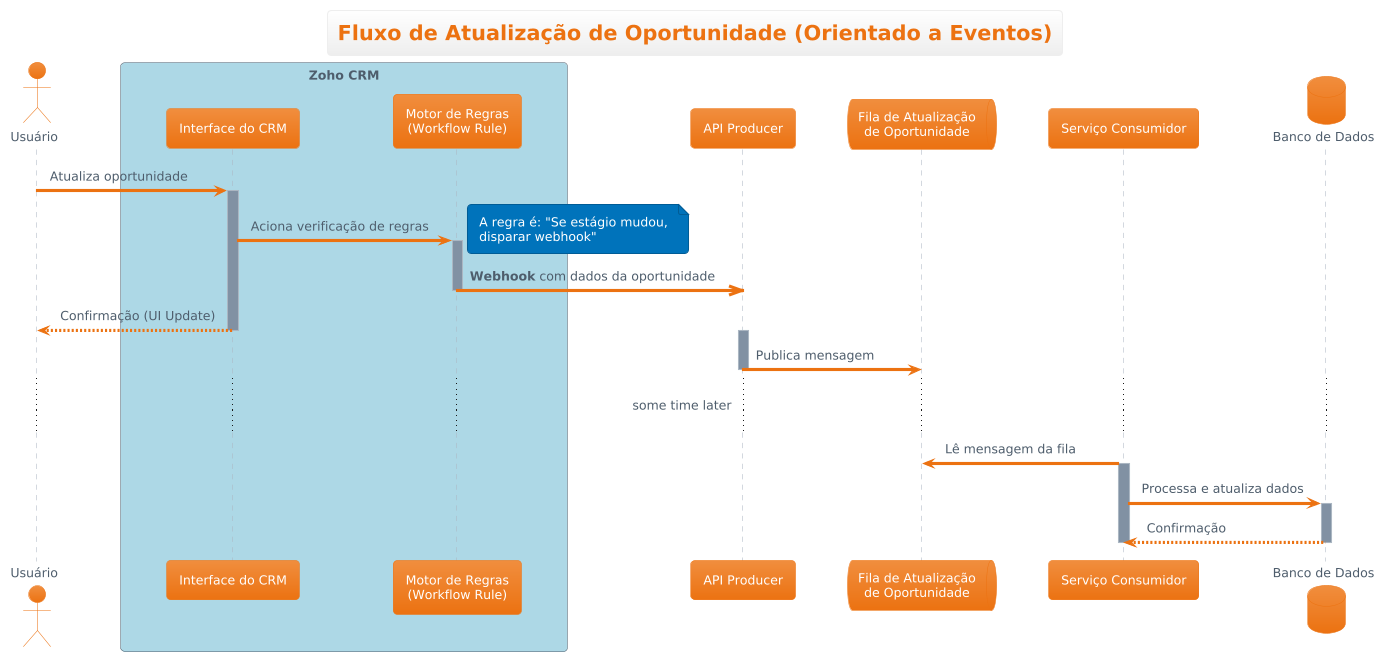 Fluxo de Atualização de Oportunidade (Orientado a Eventos)
Zoho CRM
Usuário
Interface do CRM
Motor de Regras
(Workflow Rule)
API Producer
Fila de Atualização
de Oportunidade
Serviço Consumidor
Banco de Dados
Atualiza oportunidade
Aciona verificação de regras
A regra é: "Se estágio mudou,
disparar webhook"
Webhook com dados da oportunidade
Confirmação (UI Update)
Publica mensagem
some time later
Lê mensagem da fila
Processa e atualiza dados
Confirmação
Usuário
Interface do CRM
Motor de Regras
(Workflow Rule)
API Producer
Fila de Atualização
de Oportunidade
Serviço Consumidor
Banco de Dados